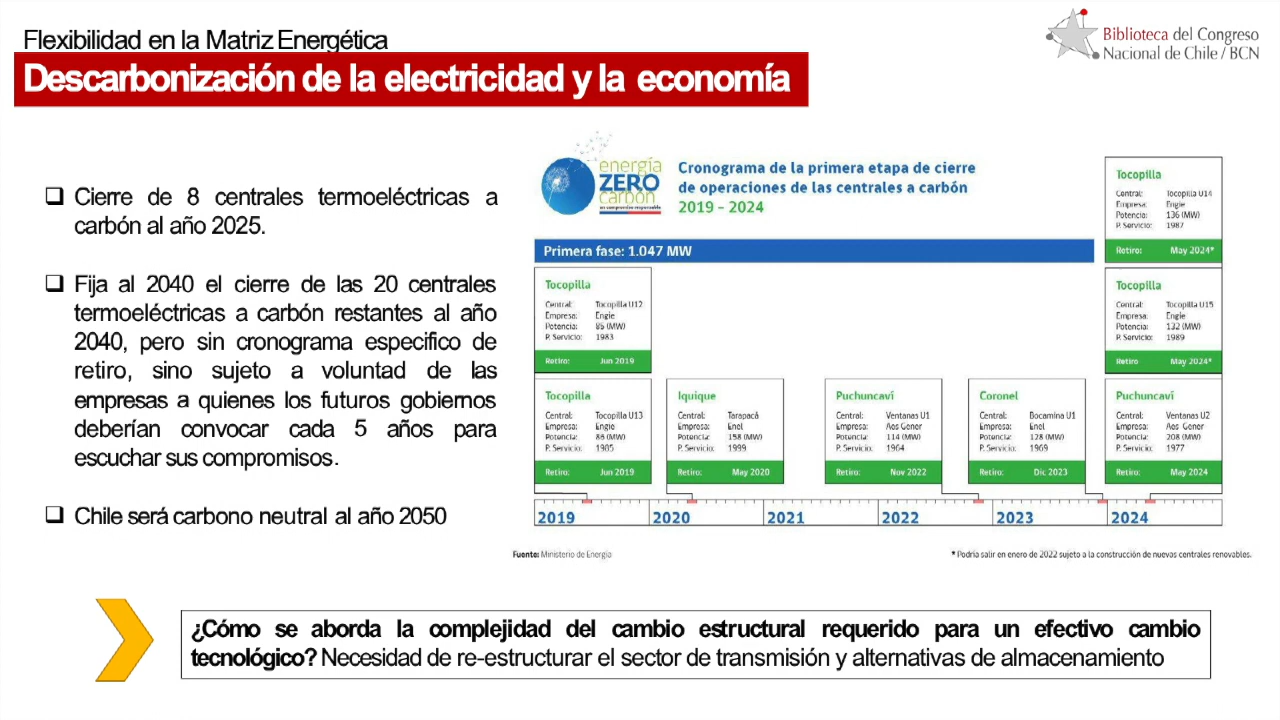 Flexibilidad en la Matriz Energética
Descarbonización de la electricidad y la economía
Biblioteca del Congreso
Nacional de Chile / BCN
Cierre de 8 centrales termoeléctricas a
carbón al año 2025.
Fija al 2040 el cierre de las 20 centrales
termoeléctricas a carbón restantes al año
2040, pero sin cronograma especifico de
retiro, sino sujeto a voluntad de las
empresas a quienes los futuros gobiernos
deberían convocar cada 5 años para
escuchar sus compromisos.
Chile será carbono neutral al año 2050
energía
ZERO
carbón
un compromiso responsable
Cronograma de la primera etapa de cierre
de operaciones de las centrales a carbón
2019 – 2024
Primera fase: 1.047 MW
Tocopilla
Central: Tocopilla U14
Empresa: Engie
Potencia: 136 (MW)
P. Servicio: 1987
Retiro: May 2024*
Tocopilla
Central: Tocopilla U12
Empresa: Engie
Potencia: 85 (MW)
P. Servicio: 1983
Retiro: Jun 2019
Tocopilla
Central: Tocopilla U15
Empresa: Engie
Potencia: 132 (MW)
P. Servicio: 1989
Retiro May 2024*
Tocopilla
Central: Tocopilla U13
Empresa: Engie
Potencia: 86 (MW)
P. Servicio: 1985
Retiro: Jun 2019
Iquique
Central: Tarapacá
Empresa: Enel
Potencia: 158 (MW)
P. Servicio: 1999
Retiro: May 2020
Puchuncaví
Central: Ventanas U1
Empresa: Aes Gener
Potencia: 114 (MW)
P. Servicio: 1964
Retiro: Nov 2022
Coronel
Central: Bocamina U1
Empresa: Enel
Potencia: 128 (MW)
P. Servicio: 1969
Retiro: Dic 2023
Puchuncaví
Central: Ventanas U2
Empresa: Aes Gener
Potencia: 208 (MW)
P. Servicio: 1977
Retiro: May 2024
2019 2020 2021 2022 2023 2024
Fuente: Ministerio de Energía
* Podría salir en enero de 2022 sujeto a la construcción de nuevas centrales renovables.
¿Cómo se aborda la complejidad del cambio estructural requerido para un efectivo cambio
tecnológico? Necesidad de re-estructurar el sector de transmisión y alternativas de almacenamiento